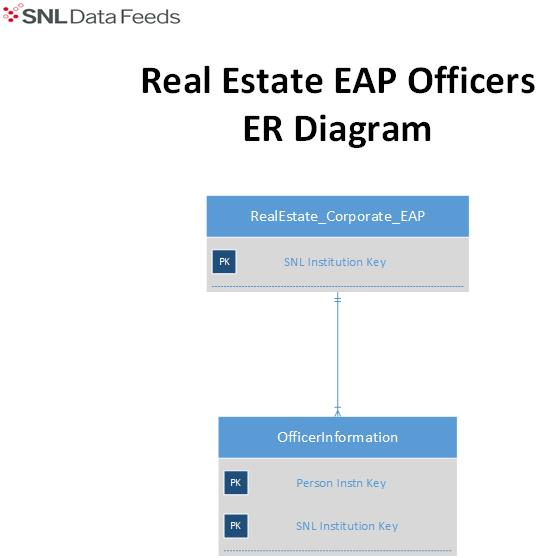 SNL Data Feeds
Real Estate EAP Officers
ER Diagram
RealEstate_Corporate_EAP
PK SNL Institution Key
OfficerInformation
PK Person Instn Key
PK SNL Institution Key